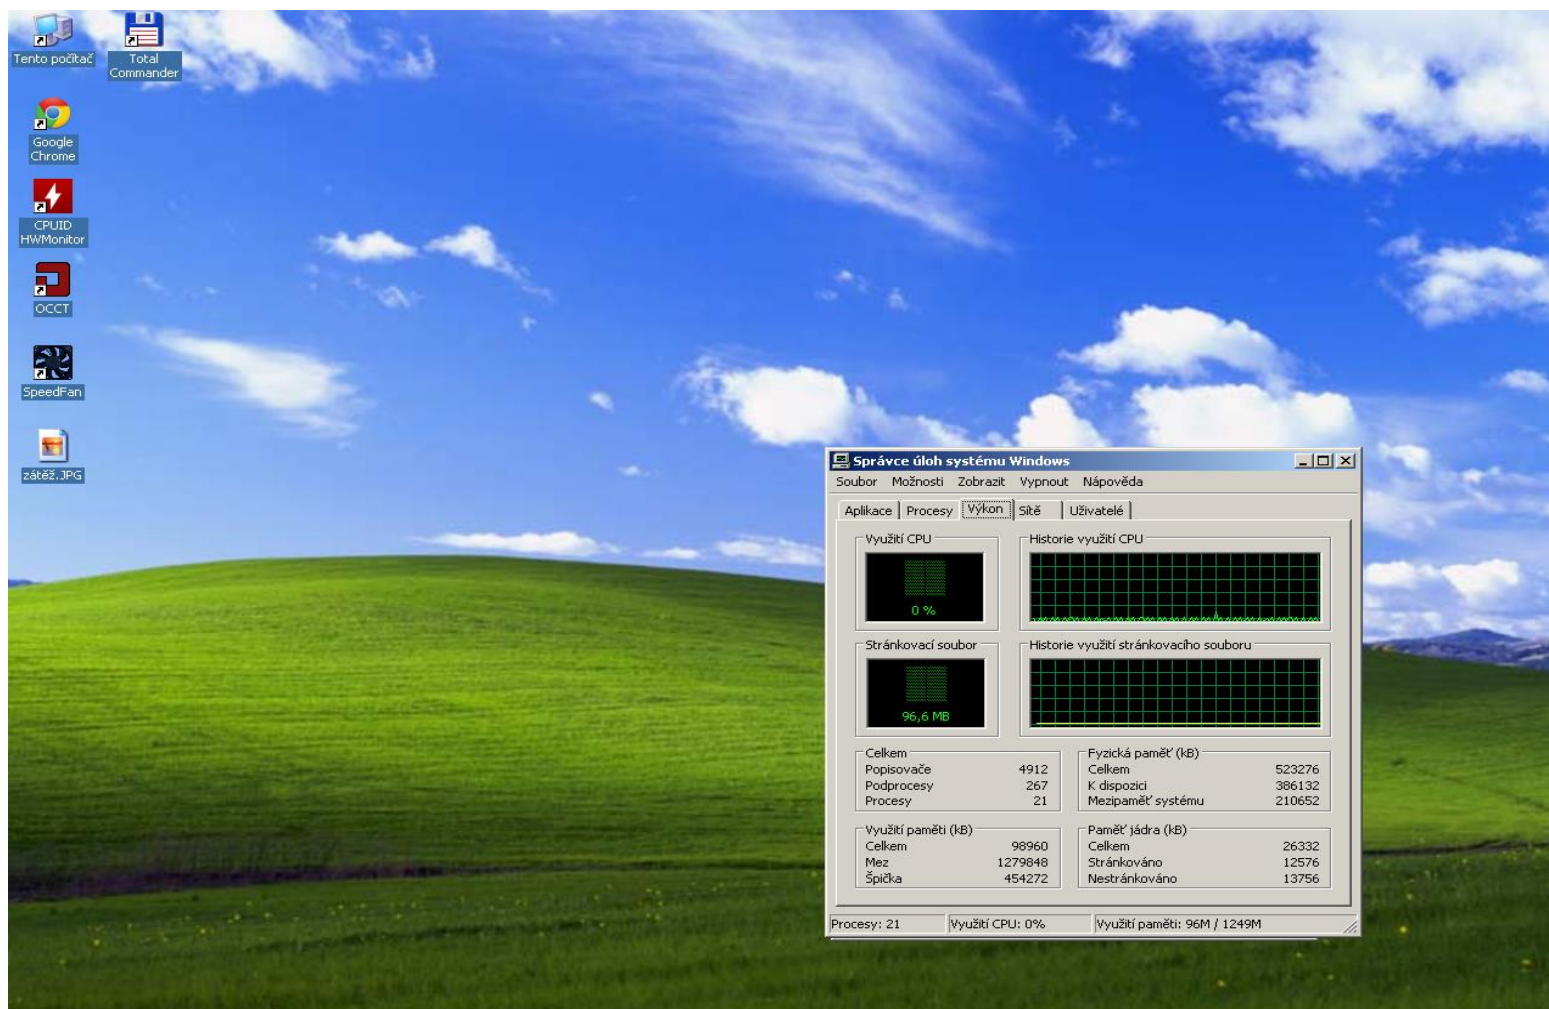 Tento počítač
Total
Commander
Google
Chrome
CPUID
HWMonitor
OCCT
SpeedFan
zátěž.JPG
Správce úloh systému Windows
Soubor Možnosti Zobrazit Vypnout Nápověda
Aplikace Procesy Výkon Sítě Uživatelé
Využití CPU
0 %
Historie využití CPU
Stránkovací soubor
96,6 MB
Historie využití stránkovacího souboru
Celkem
Popisovače 4912
Podprocesy 267
Procesy 21
Fyzická paměť (kB)
Celkem 523276
K dispozici 386132
Mezipaměť systému 210652
Využití paměti (kB)
Celkem 98960
Mez 1279848
Špička 454272
Paměť jádra (kB)
Celkem 26332
Stránkováno 12576
Nestránkováno 13756
Procesy: 21 Využití CPU: 0% Využití paměti: 96M / 1249M